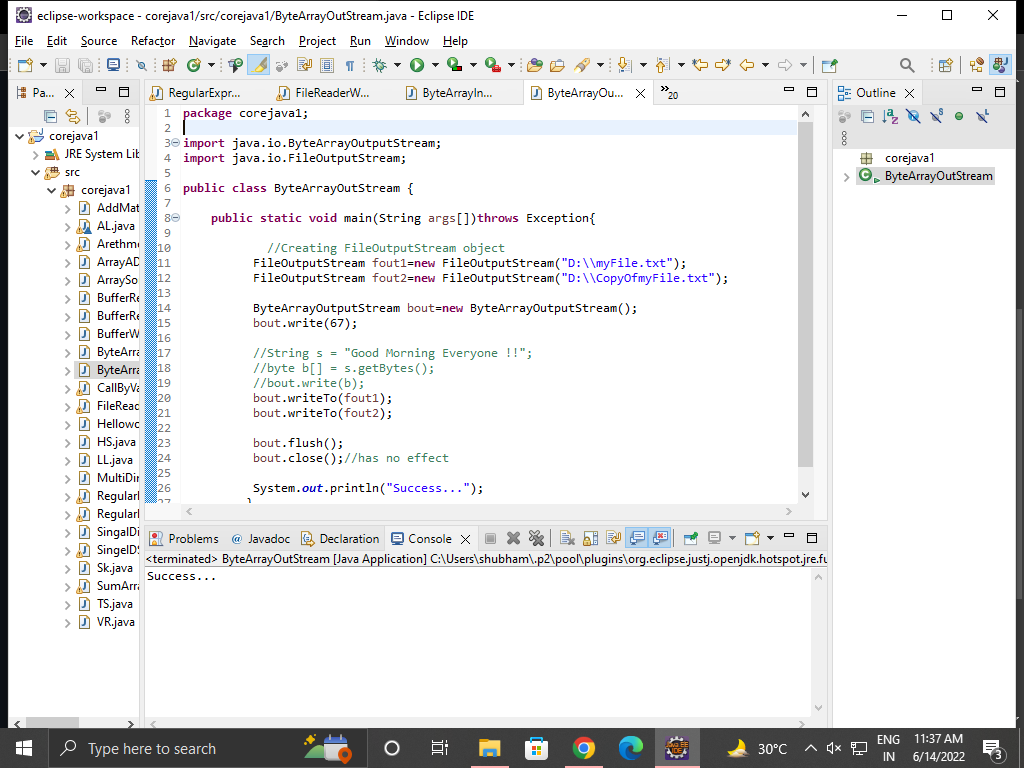 eclipse-workspace - corejava1/src/corejava1/ByteArrayOutStream.java - Eclipse IDE
File Edit Source Refactor Navigate Search Project Run Window Help
Pa...
RegularExpr...
FileReaderW...
ByteArrayIn...
ByteArrayOu...
»20
Outline
corejava1
JRE System Lib
src
corejava1
AddMat
AL.java
Arethme
ArrayAD
ArraySo
BufferRe
BufferRe
BufferW
ByteArra
ByteArra
CallByVa
FileReac
Hellowc
HS.java
LL.java
MultiDir
Regularl
Regularl
SingalDi
SingelDS
Sk.java
SumArra
TS.java
VR.java
1 package corejava1;
2
3 import java.io.ByteArrayOutputStream;
4 import java.io.FileOutputStream;
5
6 public class ByteArrayOutStream {
7
8 public static void main(String args[])throws Exception{
9
10 //Creating FileOutputStream object
11 FileOutputStream fout1=new FileOutputStream("D:\\myFile.txt");
12 FileOutputStream fout2=new FileOutputStream("D:\\CopyOfmyFile.txt");
13
14 ByteArrayOutputStream bout=new ByteArrayOutputStream();
15 bout.write(67);
16
17 //String s = "Good Morning Everyone !!";
18 //byte b[] = s.getBytes();
19 //bout.write(b);
20 bout.writeTo(fout1);
21 bout.writeTo(fout2);
22
23 bout.flush();
24 bout.close();//has no effect
25
26 System.out.println("Success...");
27 }
corejava1
ByteArrayOutStream
Problems @ Javadoc Declaration Console
<terminated> ByteArrayOutStream [Java Application] C:\Users\shubham\.p2\pool\plugins\org.eclipse.justj.openjdk.hotspot.jre.fu
Success...
Type here to search
30°C
ENG
IN
11:37 AM
6/14/2022
3